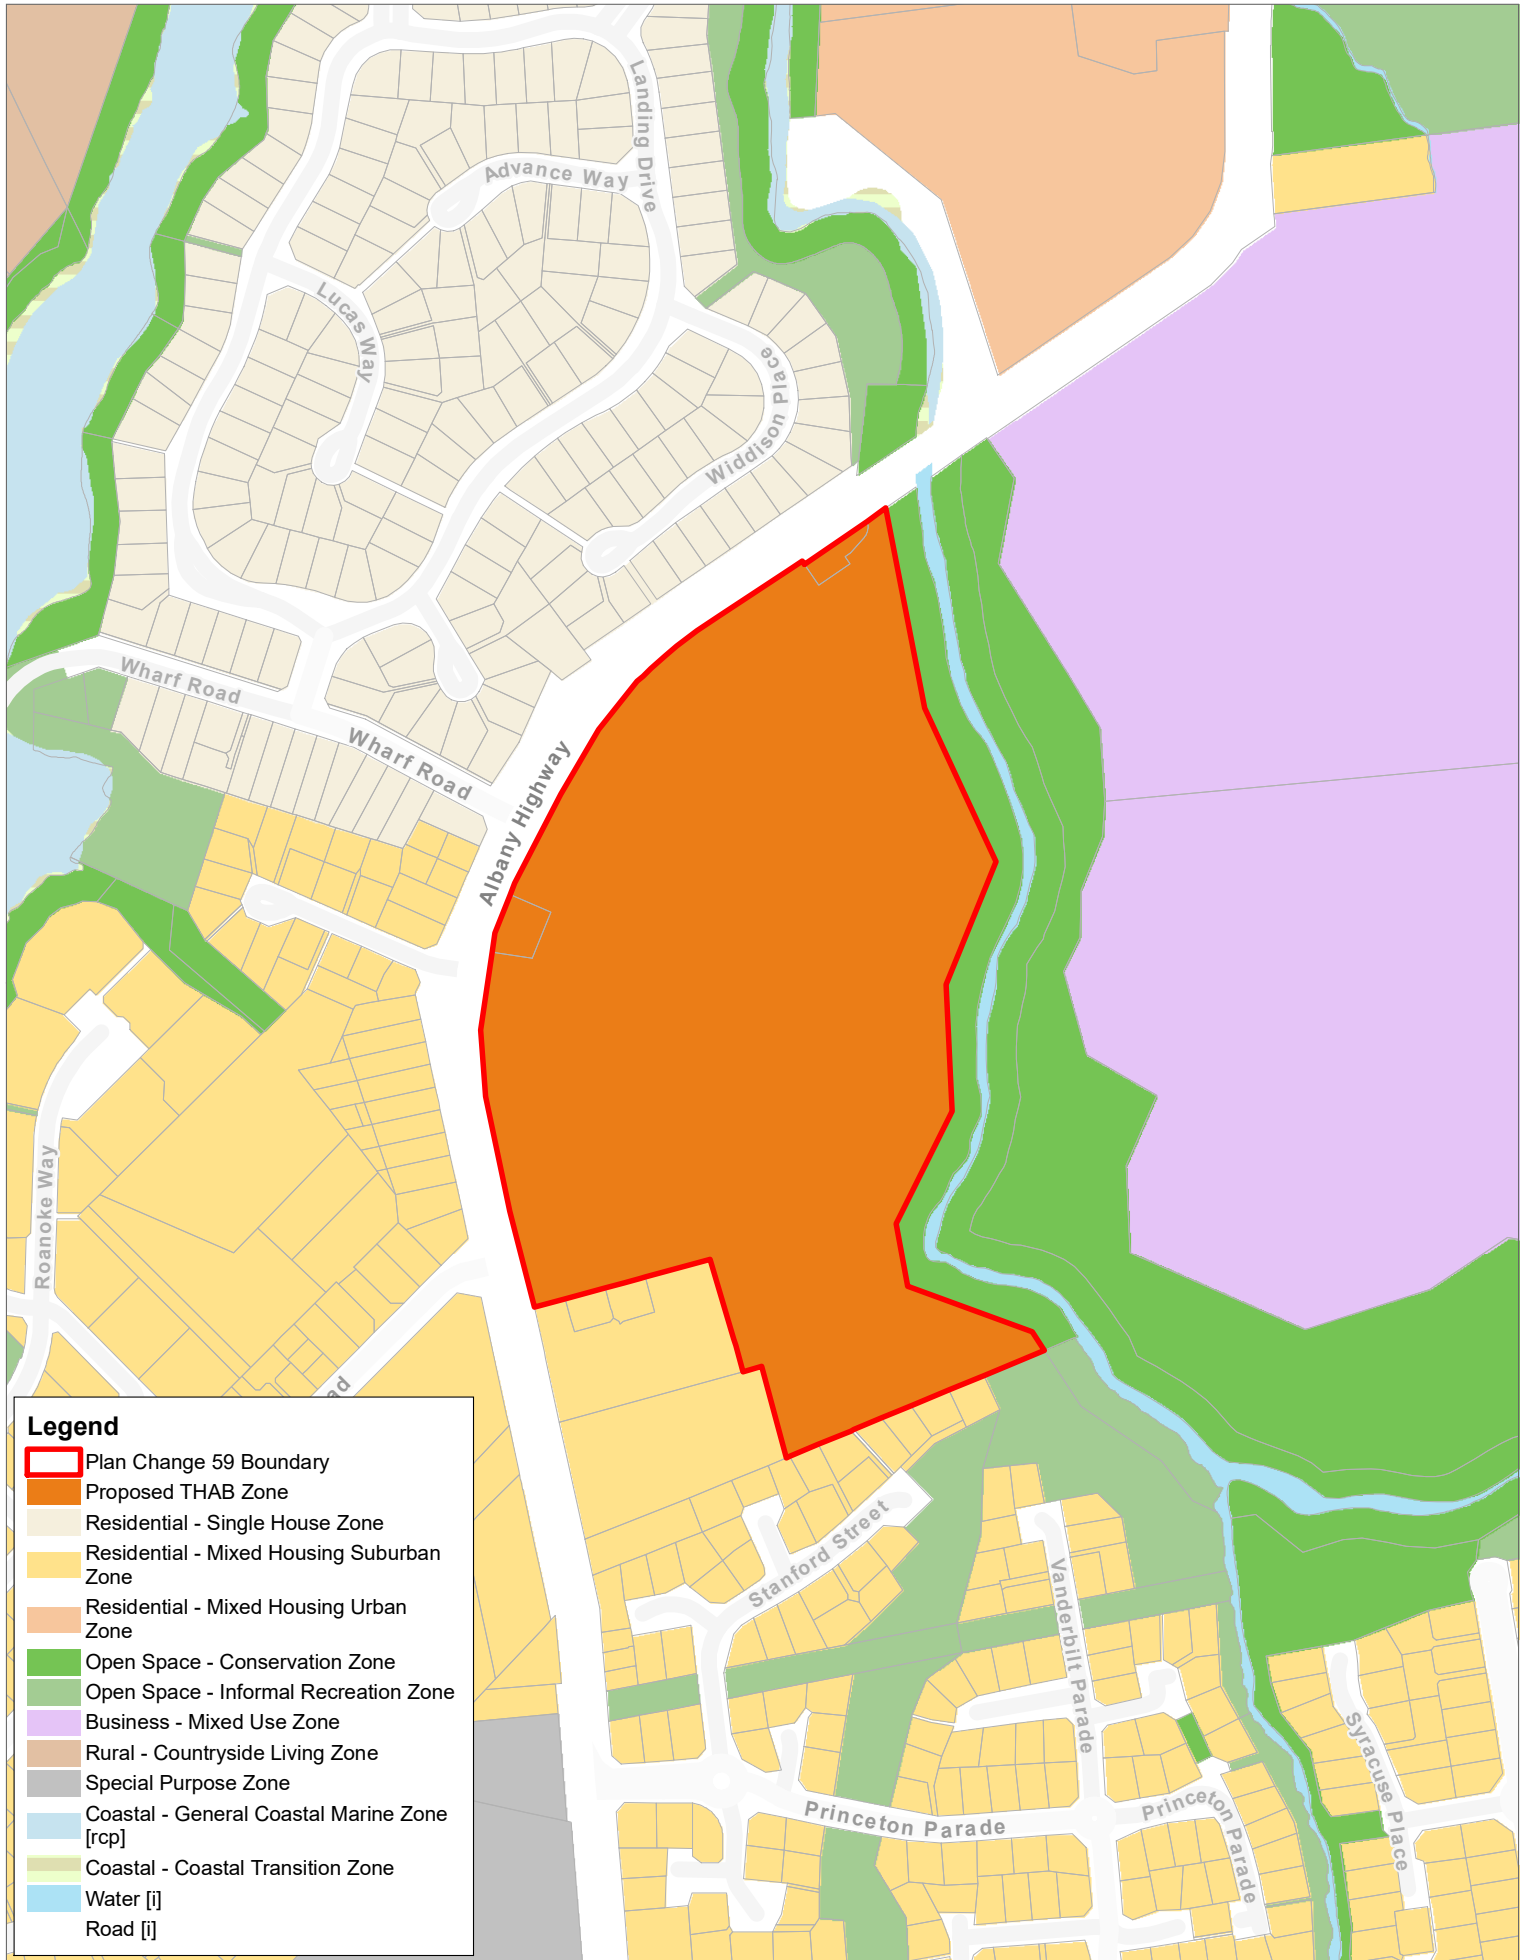 Landing Drive
Advance Way
Lucas Way
Widdison Place
Wharf Road
Wharf Road
Albany Highway
Roanoke Way
ad
Stanford Street
Vanderbilt Parade
Syracuse Place
Princeton Parade
Princeton Parade
Legend
Plan Change 59 Boundary
Proposed THAB Zone
Residential - Single House Zone
Residential - Mixed Housing Suburban
Zone
Residential - Mixed Housing Urban
Zone
Open Space - Conservation Zone
Open Space - Informal Recreation Zone
Business - Mixed Use Zone
Rural - Countryside Living Zone
Special Purpose Zone
Coastal - General Coastal Marine Zone
[rcp]
Coastal - Coastal Transition Zone
Water [i]
Road [i]